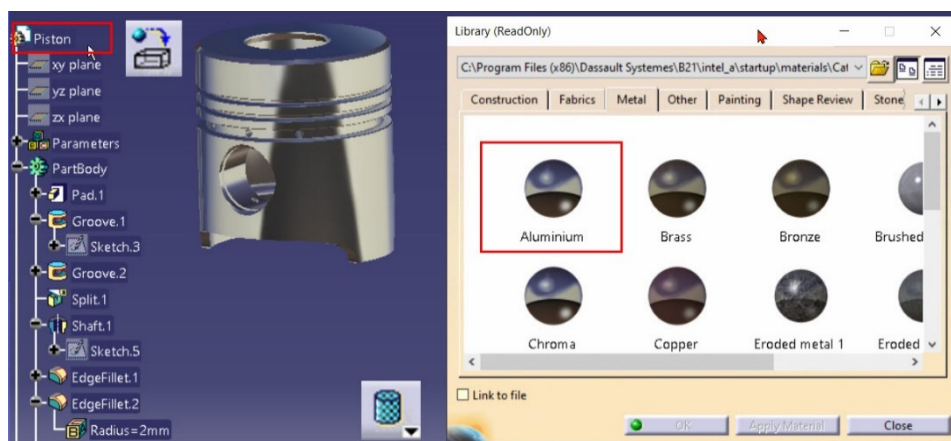 Piston
xy plane
yz plane
zx plane
Parameters
PartBody
Pad.1
Groove.1
Sketch.3
Groove.2
Split.1
Shaft.1
Sketch.5
EdgeFillet.1
EdgeFillet.2
Radius=2mm
Library (ReadOnly)
C:\Program Files (x86)\Dassault Systemes\B21\intel_a\startup\materials\Cat
Construction Fabrics Metal Other Painting Shape Review Stone
Aluminium Brass Bronze Brushed
Chroma Copper Eroded metal 1 Eroded
Link to file
OK Apply Material Close